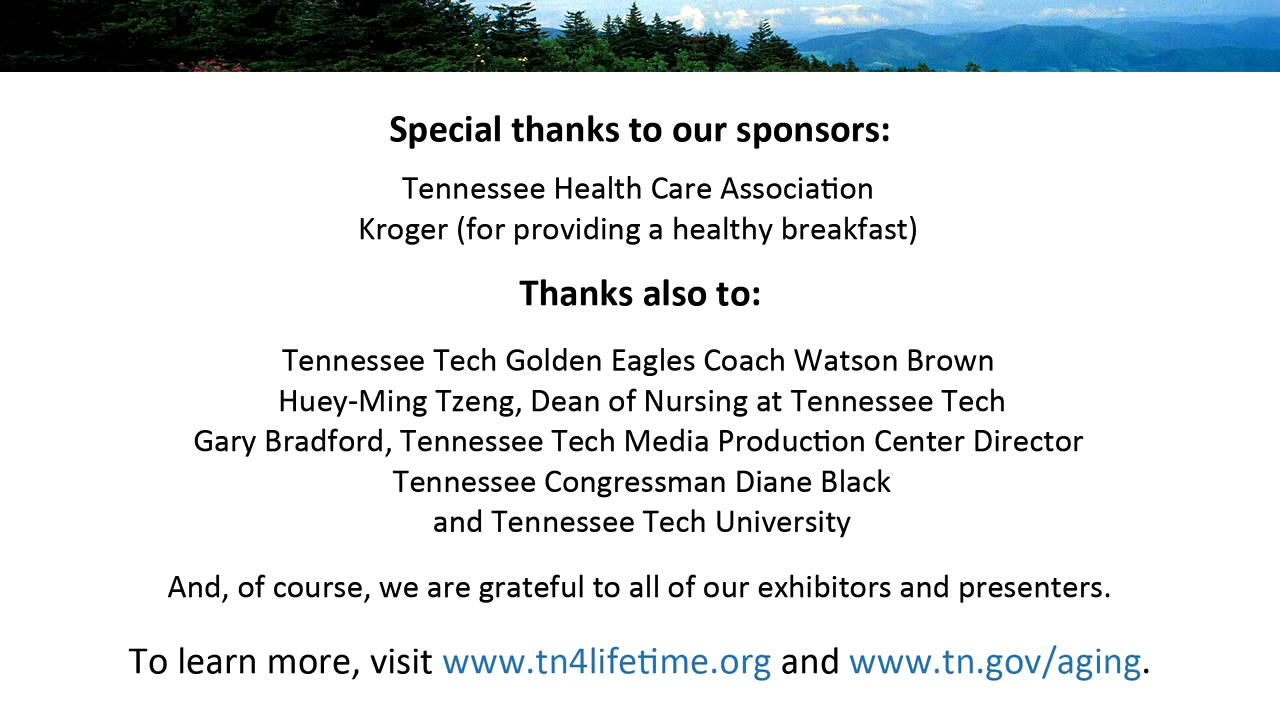 Special thanks to our sponsors:
Tennessee Health Care Association
Kroger (for providing a healthy breakfast)
Thanks also to:
Tennessee Tech Golden Eagles Coach Watson Brown
Huey-Ming Tzeng, Dean of Nursing at Tennessee Tech
Gary Bradford, Tennessee Tech Media Production Center Director
Tennessee Congressman Diane Black
and Tennessee Tech University
And, of course, we are grateful to all of our exhibitors and presenters.
To learn more, visit www.tn4lifetime.org and www.tn.gov/aging.